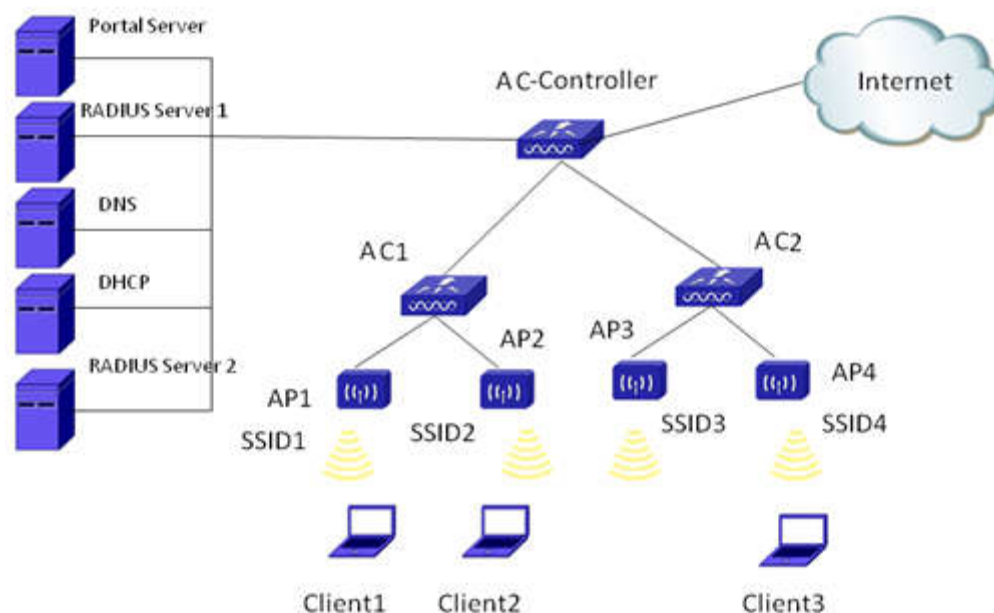 Portal Server
AC-Controller
Internet
RADIUS Server 1
DNS
AC1
AC2
DHCP
AP2
AP3
RADIUS Server 2
AP1
AP4
SSID1
SSID2
SSID3
SSID4
Client1
Client2
Client3